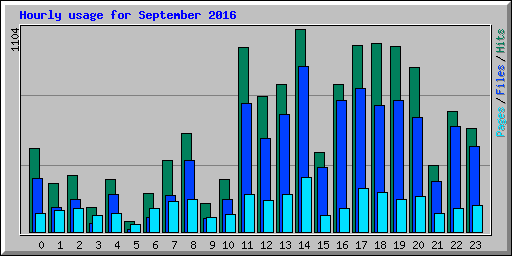 Hourly usage for September 2016
1104
Pages/Files/Hits
0 1 2 3 4 5 6 7 8 9 10 11 12 13 14 15 16 17 18 19 20 21 22 23